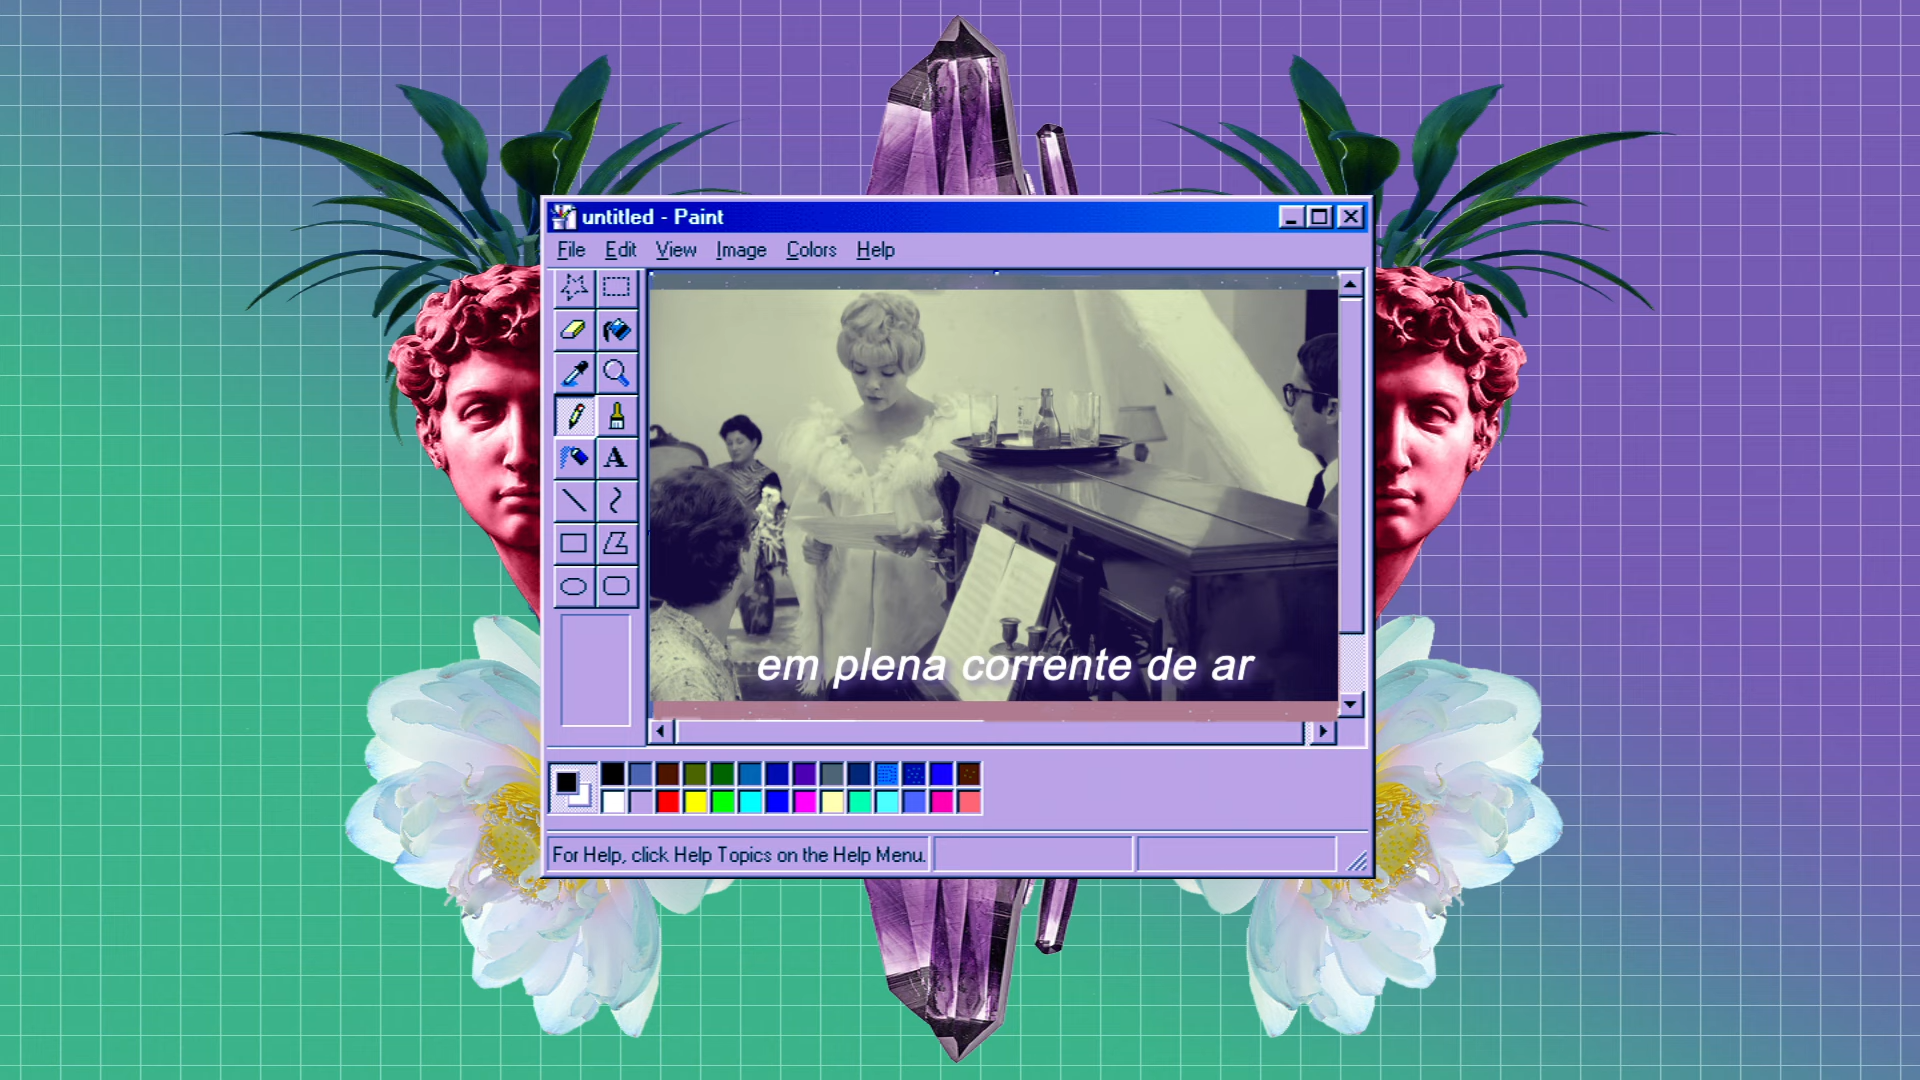 untitled - Paint
File Edit View Image Colors Help
A
em plena corrente de ar
For Help, click Help Topics on the Help Menu.